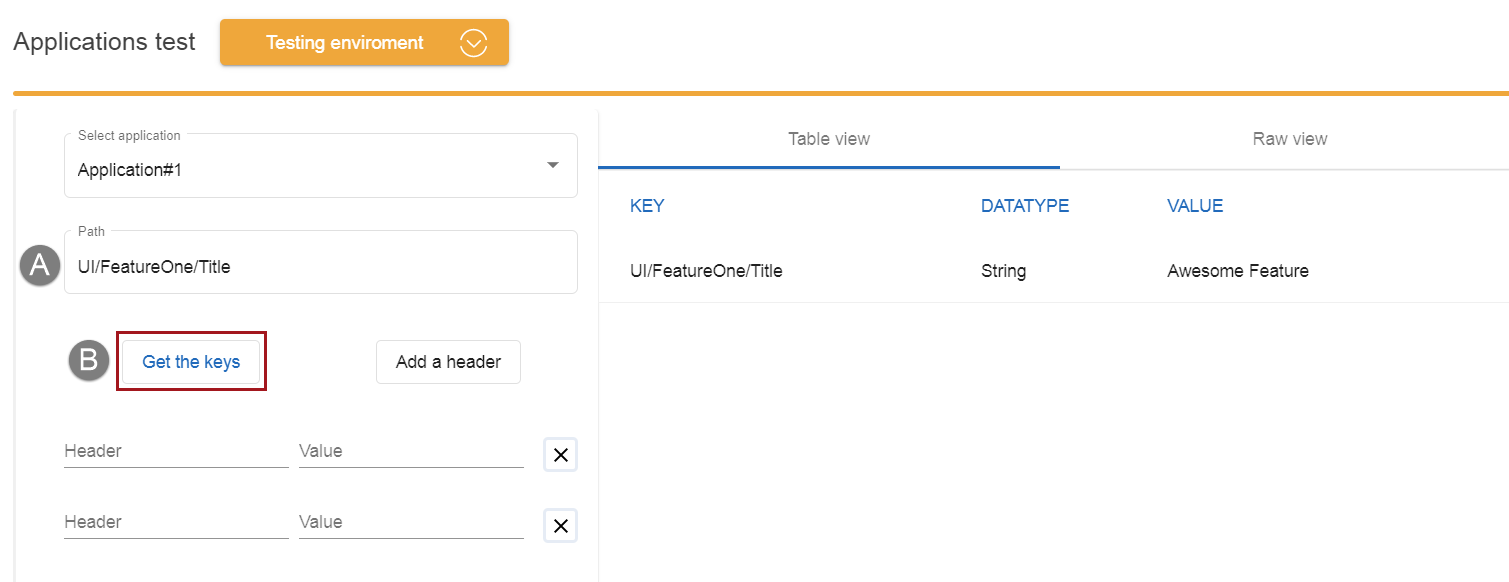 Applications test
Testing enviroment
Select application
Application#1
Path
A
UI/FeatureOne/Title
B
Get the keys
Add a header
Header
Value
Header
Value
Table view
Raw view
KEY DATATYPE VALUE
UI/FeatureOne/Title String Awesome Feature